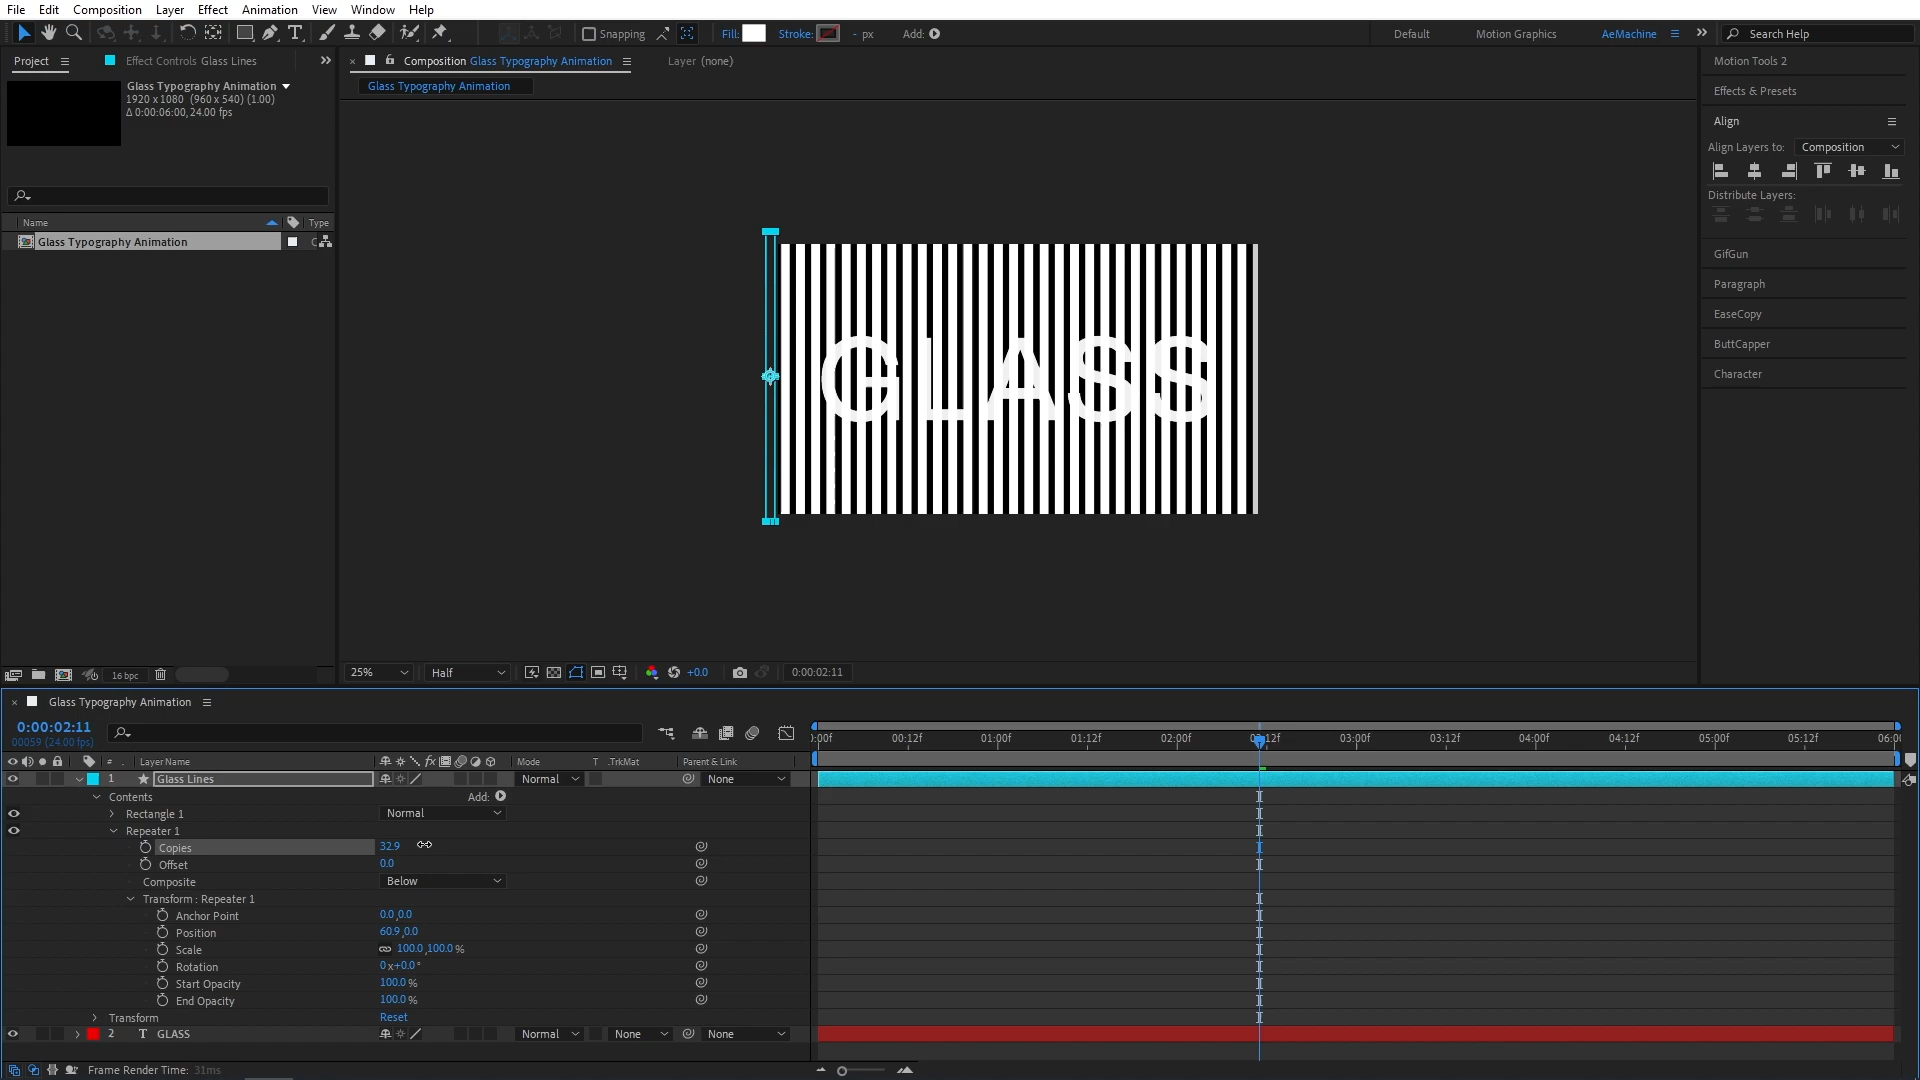 File Edit Composition Layer Effect Animation View Window Help
Snapping Fill: Stroke: - px Add: Default Motion Graphics AeMachine Search Help
Project Effect Controls Glass Lines Composition Glass Typography Animation Layer (none)
Motion Tools 2
Glass Typography Animation
Glass Typography Animation
1920 x 1080 (960 x 540) (1.00)
Δ 0:00:06:00, 24.00 fps
Effects & Presets
Align
Align Layers to: Composition
Distribute Layers:
Name Type
Glass Typography Animation
GifGun
Paragraph
EaseCopy
ButtCapper
Character
GLASS
16 bpc
25% Half +0.0 0:00:02:11
Glass Typography Animation
0:00:02:11
00059 (24.00 fps)
:00f 00:12f 01:00f 01:12f 02:00f 02:12f 03:00f 03:12f 04:00f 04:12f 05:00f 05:12f 06:00
# . Layer Name Mode T .TrkMat Parent & Link
1 Glass Lines Normal None
Contents Add:
Rectangle 1 Normal
Repeater 1
Copies 32.9
Offset 0.0
Composite Below
Transform : Repeater 1
Anchor Point 0.0,0.0
Position 60.9,0.0
Scale 100.0,100.0 %
Rotation 0x+0.0°
Start Opacity 100.0 %
End Opacity 100.0 %
Transform Reset
2 T GLASS Normal None None
Frame Render Time: 31ms